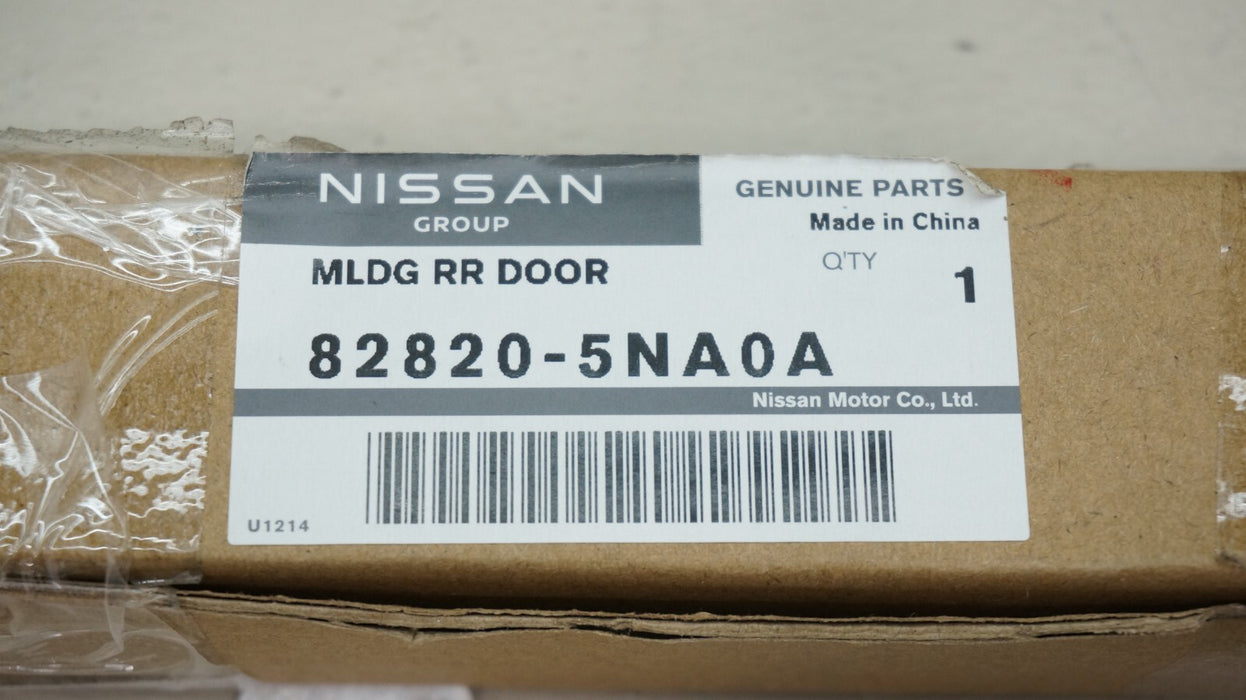 NISSAN
GROUP
GENUINE PARTS
Made in China
MLDG RR DOOR
Q'TY
1
82820-5NA0A
Nissan Motor Co., Ltd.
U1214